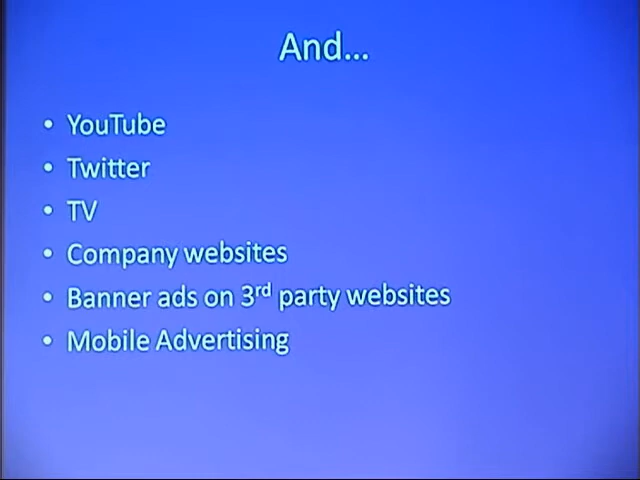 And...
• YouTube
• Twitter
• TV
• Company websites
• Banner ads on 3rd party websites
• Mobile Advertising